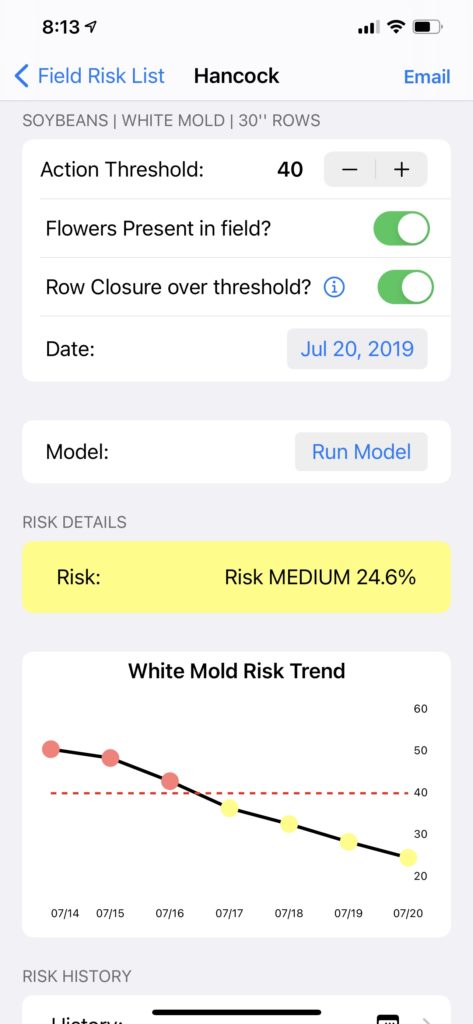 8:13
Field Risk List Hancock Email
SOYBEANS | WHITE MOLD | 30'' ROWS
Action Threshold: 40 − +
Flowers Present in field?
Row Closure over threshold?
Date: Jul 20, 2019
Model: Run Model
RISK DETAILS
Risk: Risk MEDIUM 24.6%
White Mold Risk Trend
60
50
40
30
20
07/14 07/15 07/16 07/17 07/18 07/19 07/20
RISK HISTORY
History: